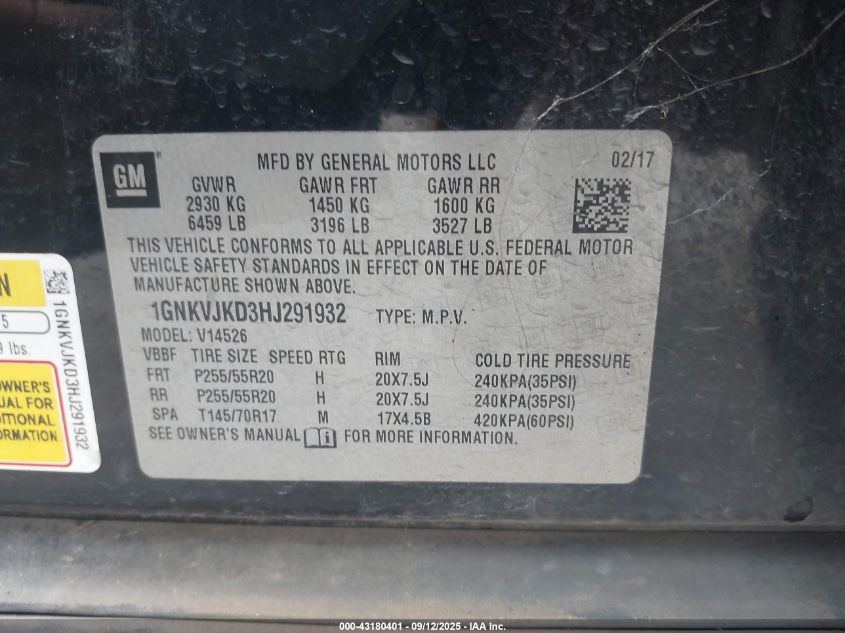 GM
MFD BY GENERAL MOTORS LLC 02/17
GVWR GAWR FRT GAWR RR
2930 KG 1450 KG 1600 KG
6459 LB 3196 LB 3527 LB
THIS VEHICLE CONFORMS TO ALL APPLICABLE U.S. FEDERAL MOTOR
VEHICLE SAFETY STANDARDS IN EFFECT ON THE DATE OF
MANUFACTURE SHOWN ABOVE.
1GNKVJKD3HJ291932 TYPE: M.P.V.
MODEL: V14526
VBBF TIRE SIZE SPEED RTG RIM COLD TIRE PRESSURE
FRT P255/55R20 H 20X7.5J 240KPA(35PSI)
RR P255/55R20 H 20X7.5J 240KPA(35PSI)
SPA T145/70R17 M 17X4.5B 420KPA(60PSI)
SEE OWNER'S MANUAL i FOR MORE INFORMATION.
N
5
9 lbs.
OWNER'S
UAL FOR
ITIONAL
ORMATION
1GNKVJKD3HJ291932
000-43180401 - 09/12/2025 - IAA Inc.